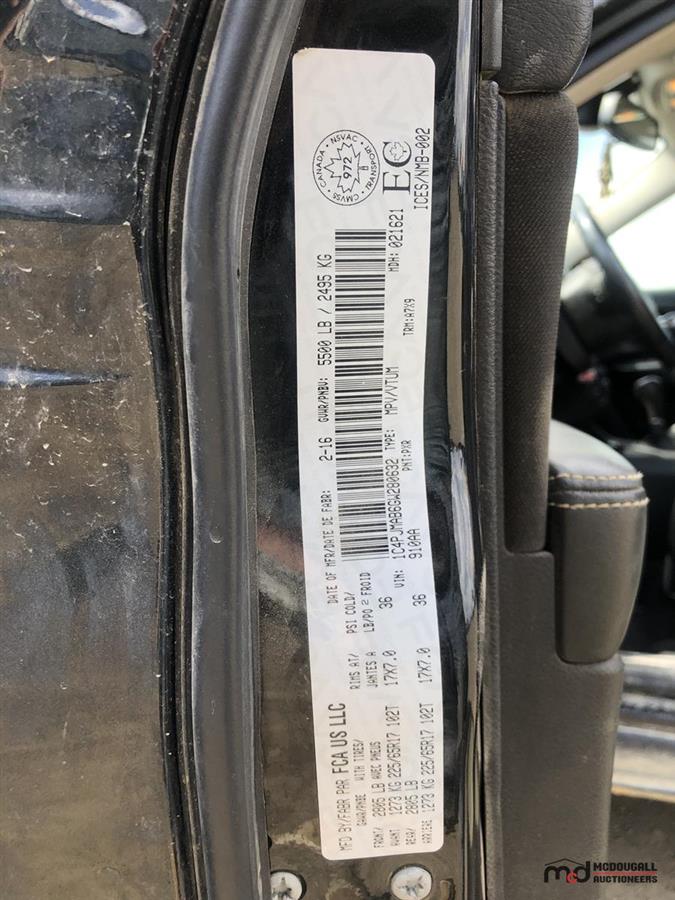 MFD BY/FABR PAR FCA US LLC
DATE OF MFR/DATE DE FABR: 2-16 GVWR/PNBV: 5500 LB / 2495 KG
GAWR/PNBE WITH TIRES/ RIMS AT/ PSI COLD/
AVEC PNEUS JANTES A LB/PO 2 FROID
FRONT/ 2805 LB
AVANT 1273 KG 225/65R17 102T 17X7.0 36
REAR/ 2805 LB
ARRIERE 1273 KG 225/65R17 102T 17X7.0 36
VIN: 1C4PJMAB6GW280632 TYPE: MPV/VTUM
910AA PNT:PXR TRM:A7X9 MDH: 021621
CANADA NSVAC TRANSPORT CMVSS
972
EC
ICES/NMB-002
MCDOUGALL
AUCTIONEERS